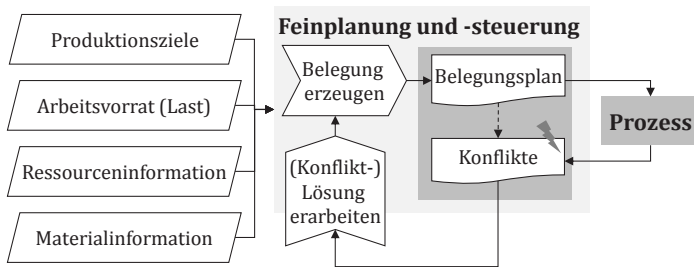 Feinplanung und -steuerung
Produktionsziele
Arbeitsvorrat (Last)
Ressourceninformation
Materialinformation
Belegung
erzeugen
(Konflikt-)
Lösung
erarbeiten
Belegungsplan
Konflikte
Prozess